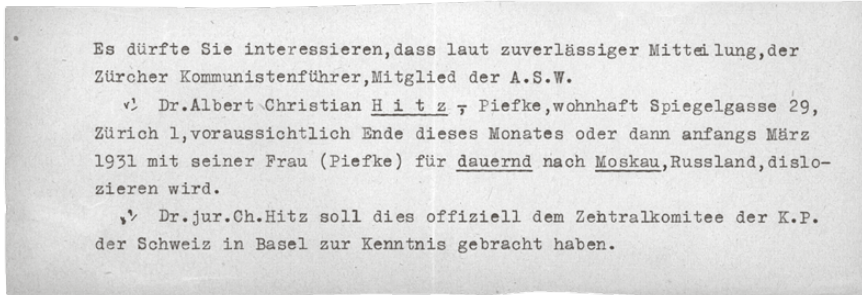 Es dürfte Sie interessieren,dass laut zuverlässiger Mitteilung,der
Zürcher Kommunistenführer,Mitglied der A.S.W.
Dr.Albert Christian H i t z - Piefke,wohnhaft Spiegelgasse 29,
Zürich 1,voraussichtlich Ende dieses Monates oder dann anfangs März
1931 mit seiner Frau (Piefke) für dauernd nach Moskau,Russland,dislo-
zieren wird.
Dr.jur.Ch.Hitz soll dies offiziell dem Zentralkomitee der K.P.
der Schweiz in Basel zur Kenntnis gebracht haben.